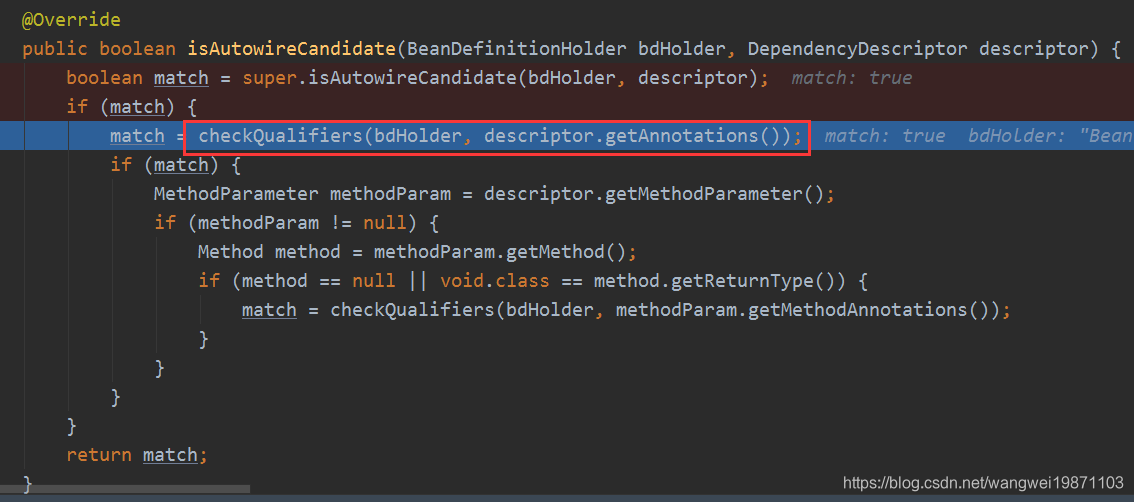 @Override
public boolean isAutowireCandidate(BeanDefinitionHolder bdHolder, DependencyDescriptor descriptor) {
    boolean match = super.isAutowireCandidate(bdHolder, descriptor);  match: true
    if (match) {
        match = checkQualifiers(bdHolder, descriptor.getAnnotations());  match: true  bdHolder: "Bean
        if (match) {
            MethodParameter methodParam = descriptor.getMethodParameter();
            if (methodParam != null) {
                Method method = methodParam.getMethod();
                if (method == null || void.class == method.getReturnType()) {
                    match = checkQualifiers(bdHolder, methodParam.getMethodAnnotations());
                }
            }
        }
    }
    return match;
}
https://blog.csdn.net/wangwei19871103